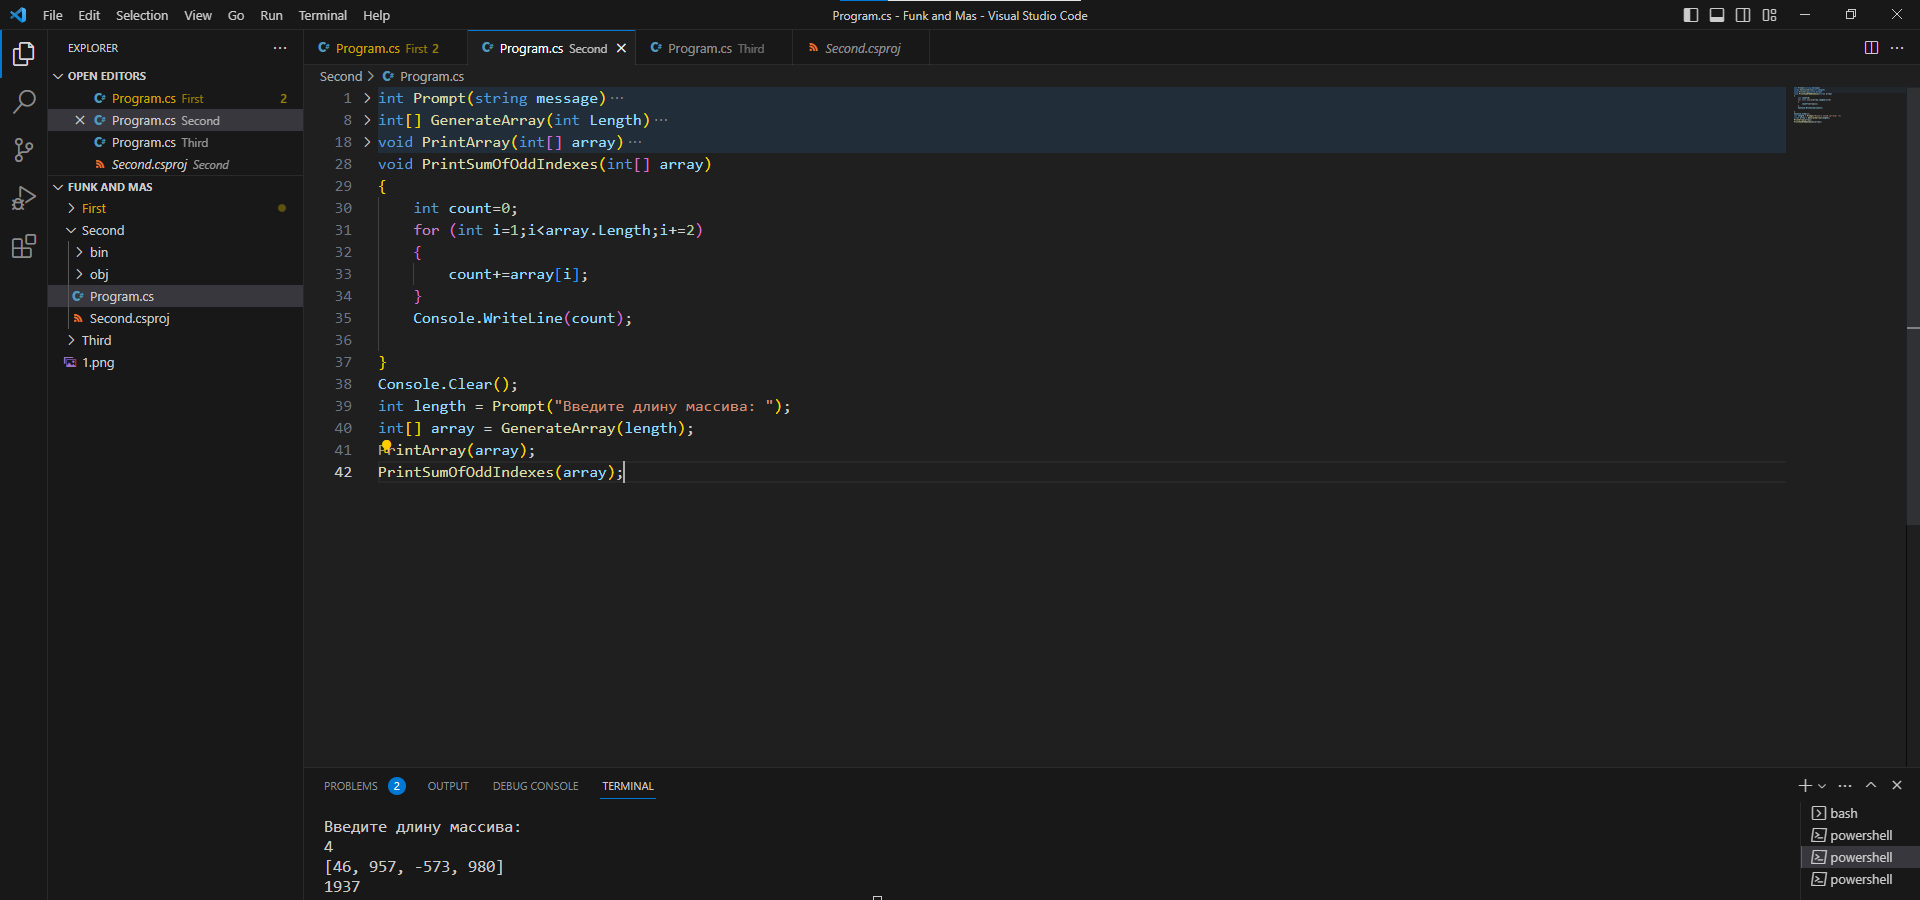 File Edit Selection View Go Run Terminal Help
Program.cs - Funk and Mas - Visual Studio Code
EXPLORER
OPEN EDITORS
Program.cs First 2
Program.cs Second
Program.cs Third
Second.csproj Second
FUNK AND MAS
First
Second
bin
obj
Program.cs
Second.csproj
Third
1.png
Program.cs First 2
Program.cs Second
Program.cs Third
Second.csproj
Second > Program.cs
1 int Prompt(string message)···
8 int[] GenerateArray(int Length)···
18 void PrintArray(int[] array)···
28 void PrintSumOfOddIndexes(int[] array)
29 {
30 int count=0;
31 for (int i=1;i<array.Length;i+=2)
32 {
33 count+=array[i];
34 }
35 Console.WriteLine(count);
36
37 }
38 Console.Clear();
39 int length = Prompt("Введите длину массива: ");
40 int[] array = GenerateArray(length);
41 PrintArray(array);
42 PrintSumOfOddIndexes(array);
PROBLEMS 2 OUTPUT DEBUG CONSOLE TERMINAL
Введите длину массива:
4
[46, 957, -573, 980]
1937
bash
powershell
powershell
powershell